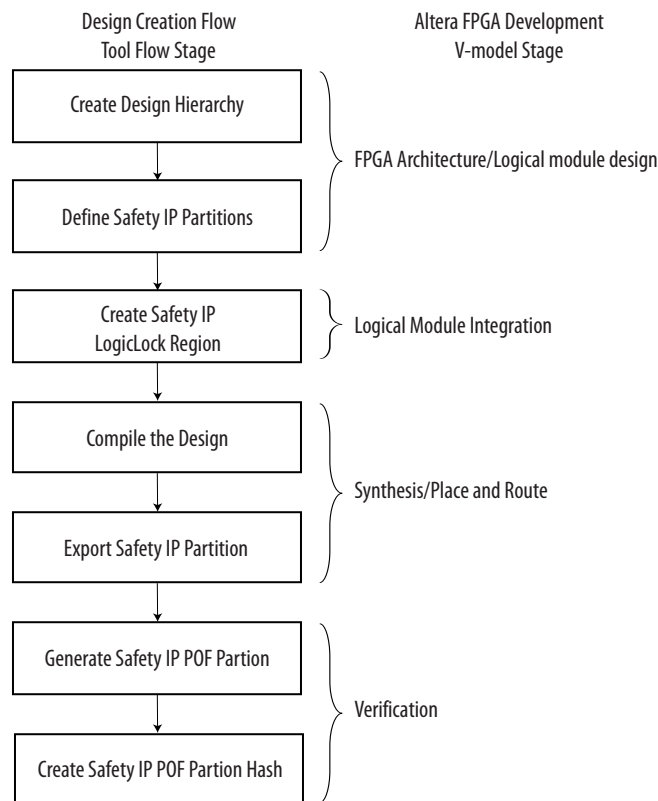 Design Creation Flow
Tool Flow Stage
Altera FPGA Development
V-model Stage
Create Design Hierarchy
FPGA Architecture/Logical module design
Define Safety IP Partitions
Create Safety IP
LogicLock Region
Logical Module Integration
Compile the Design
Synthesis/Place and Route
Export Safety IP Partition
Generate Safety IP POF Partion
Verification
Create Safety IP POF Partion Hash